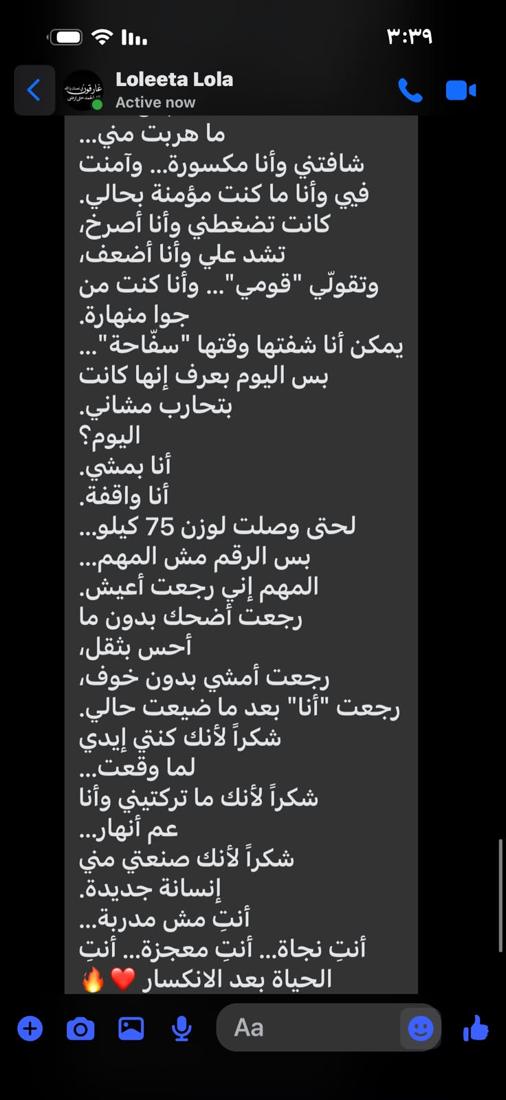 ٣:٣٩
Loleeta Lola
Active now
ما هربت مني...
شافتني وأنا مكسورة... وآمنت
فيي وأنا ما كنت مؤمنة بحالي.
كانت تضغطني وأنا أصرخ،
تشد علي وأنا أضعف،
وتقولّي "قومي"... وأنا كنت من
جوا منهارة.
يمكن أنا شفتها وقتها "سفّاحة"...
بس اليوم بعرف إنها كانت
بتحارب مشاني.
اليوم؟
أنا بمشي.
أنا واقفة.
لحتى وصلت لوزن 75 كيلو...
بس الرقم مش المهم...
المهم إني رجعت أعيش.
رجعت أضحك بدون ما
أحس بثقل،
رجعت أمشي بدون خوف،
رجعت "أنا" بعد ما ضيعت حالي.
شكراً لأنك كنتي إيدي
لما وقعت...
شكراً لأنك ما تركتيني وأنا
عم أنهار...
شكراً لأنك صنعتي مني
إنسانة جديدة.
أنتِ مش مدربة...
أنتِ نجاة... أنتِ معجزة... أنتِ
الحياة بعد الانكسار ❤️🔥
Aa